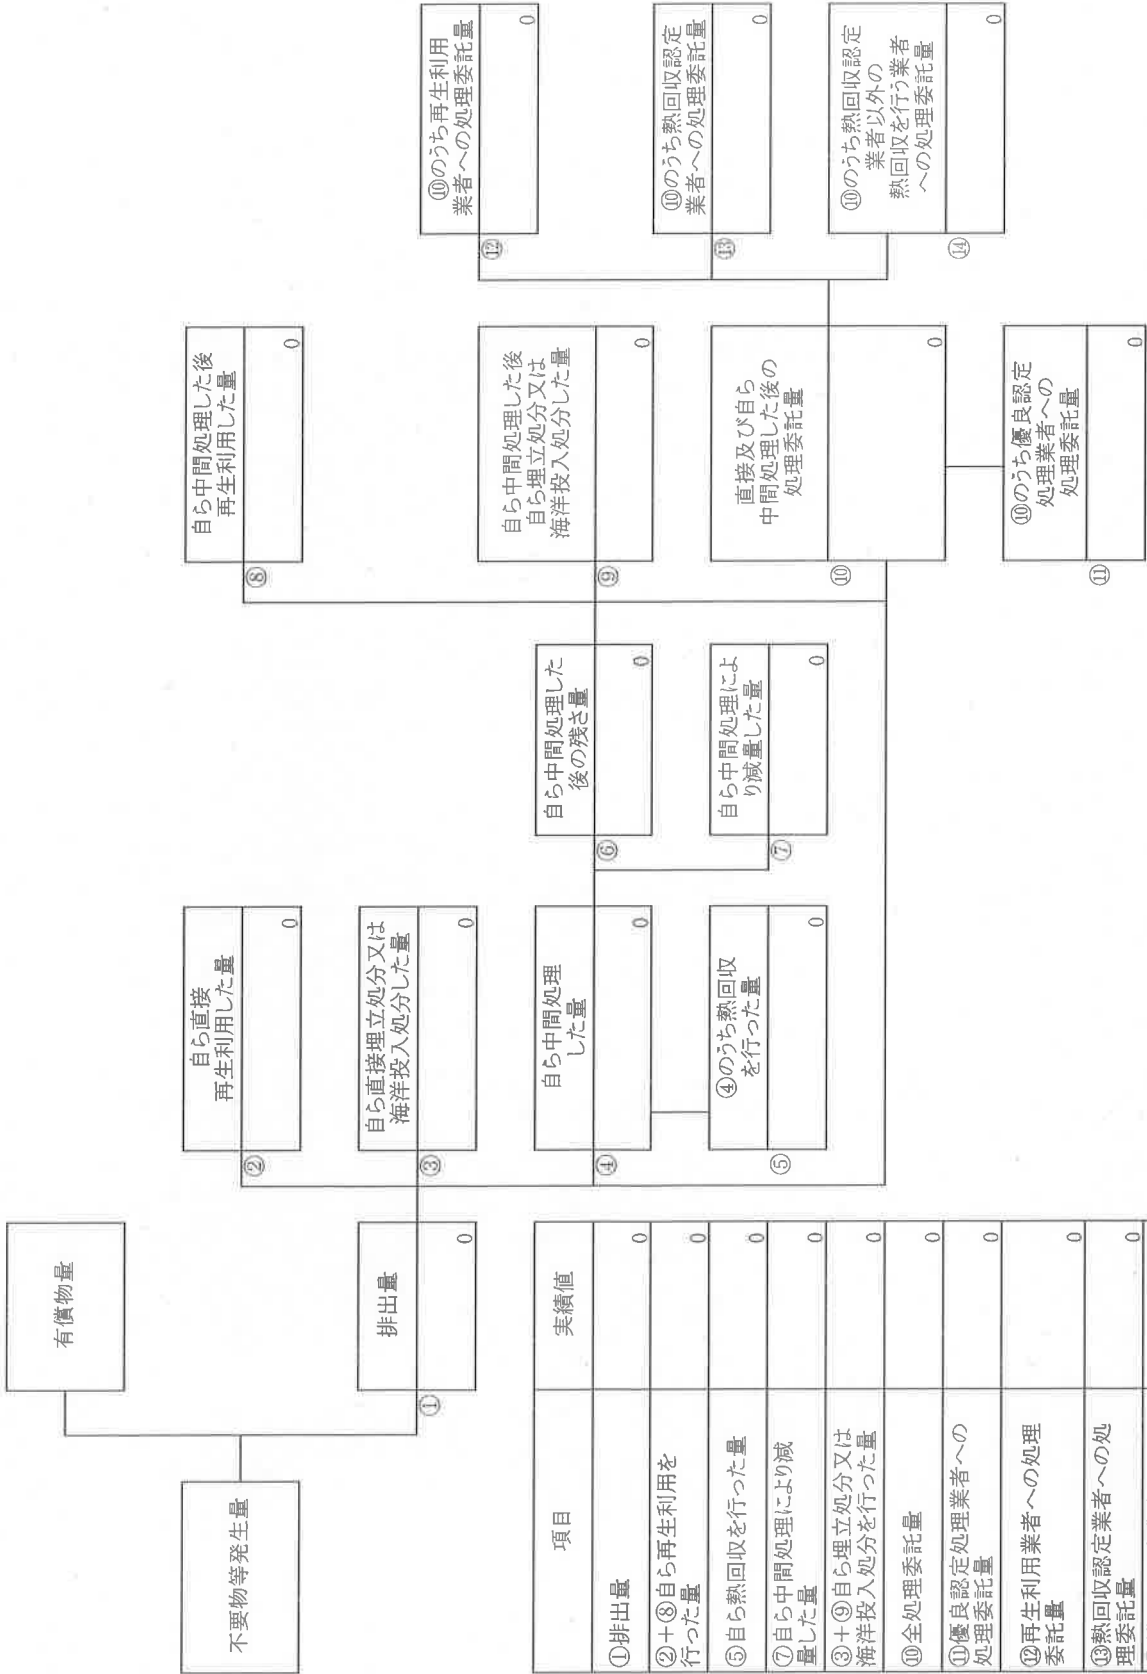 不要物等発生量
有償物量
排出量
①
0
自ら直接
再生利用した量
②
0
自ら直接埋立処分又は
海洋投入処分した量
③
0
自ら中間処理
した量
④
0
④のうち熱回収
を行った量
⑤
0
自ら中間処理した
後の残さ量
⑥
0
自ら中間処理によ
り減量した量
⑦
0
自ら中間処理した後
再生利用した量
⑧
0
自ら中間処理した後
自ら埋立処分又は
海洋投入処分した量
⑨
0
直接及び自ら
中間処理した後の
処理委託量
⑩
0
⑩のうち優良認定
処理業者への
処理委託量
⑪
0
⑩のうち再生利用
業者への処理委託量
⑫
0
⑩のうち熱回収認定
業者への処理委託量
⑬
0
⑩のうち熱回収認定
業者以外の
熱回収を行う業者
への処理委託量
⑭
0
項目 実績値
①排出量 0
②+⑧自ら再生利用を
行った量 0
⑤自ら熱回収を行った量 0
⑦自ら中間処理により減
量した量 0
③+⑨自ら埋立処分又は
海洋投入処分を行った量 0
⑩全処理委託量 0
⑪優良認定処理業者への
処理委託量 0
⑫再生利用業者への処理
委託量 0
⑬熱回収認定業者への処
理委託量 0